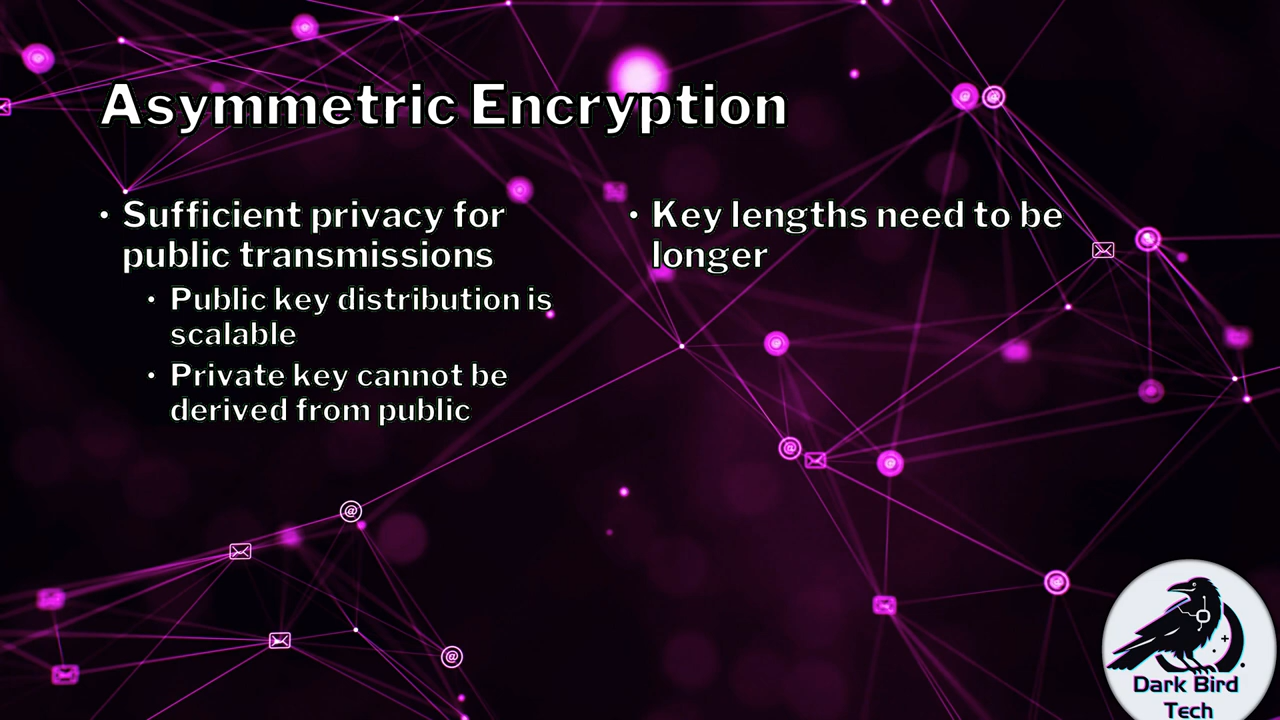 Asymmetric Encryption
• Sufficient privacy for
public transmissions
• Public key distribution is
scalable
• Private key cannot be
derived from public
• Key lengths need to be
longer
Dark Bird
Tech